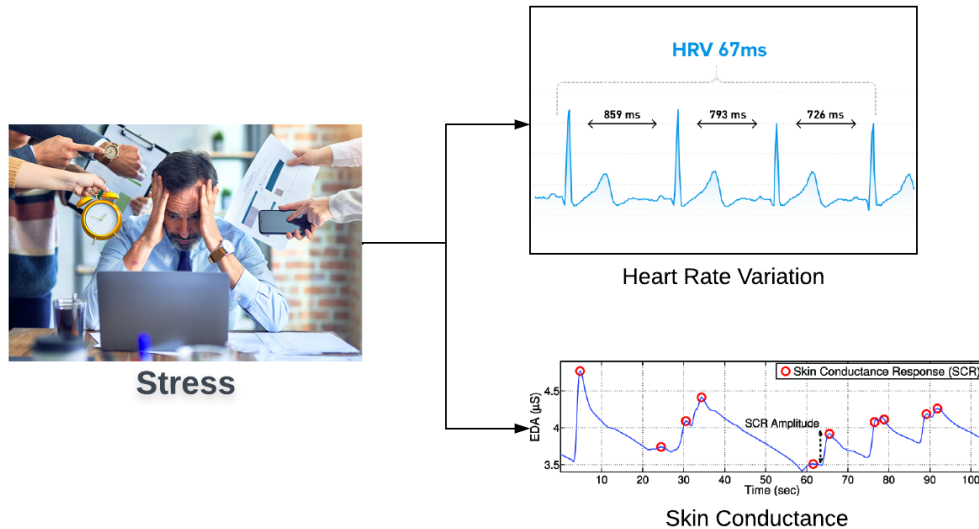 HRV 67ms
859 ms
793 ms
726 ms
Heart Rate Variation
Stress
Skin Conductance Response (SCR)
SCR Amplitude
EDA (µS)
4.5
4
3.5
10 20 30 40 50 60 70 80 90 100
Time (sec)
Skin Conductance